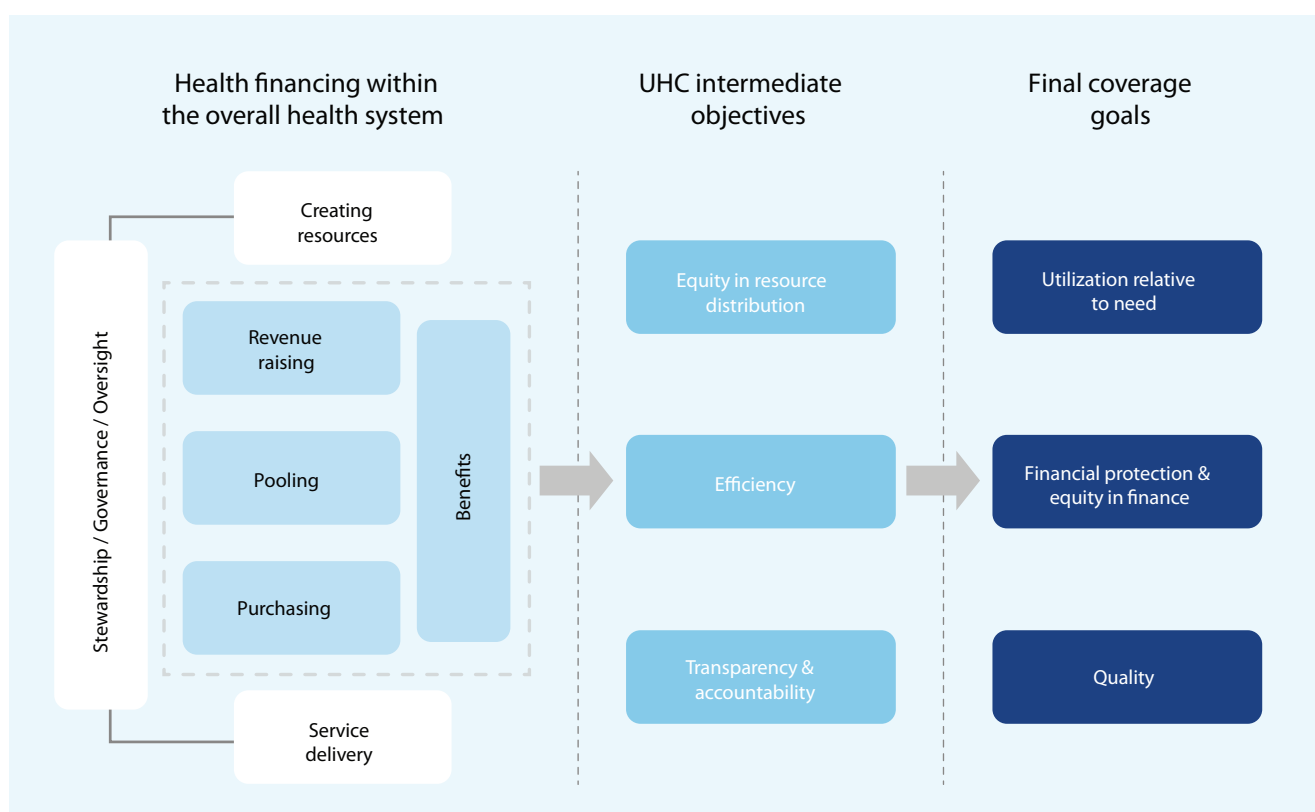 Health financing within
the overall health system
UHC intermediate
objectives
Final coverage
goals
Stewardship / Governance / Oversight
Creating
resources
Revenue
raising
Pooling
Purchasing
Benefits
Service
delivery
Equity in resource
distribution
Efficiency
Transparency &
accountability
Utilization relative
to need
Financial protection &
equity in finance
Quality